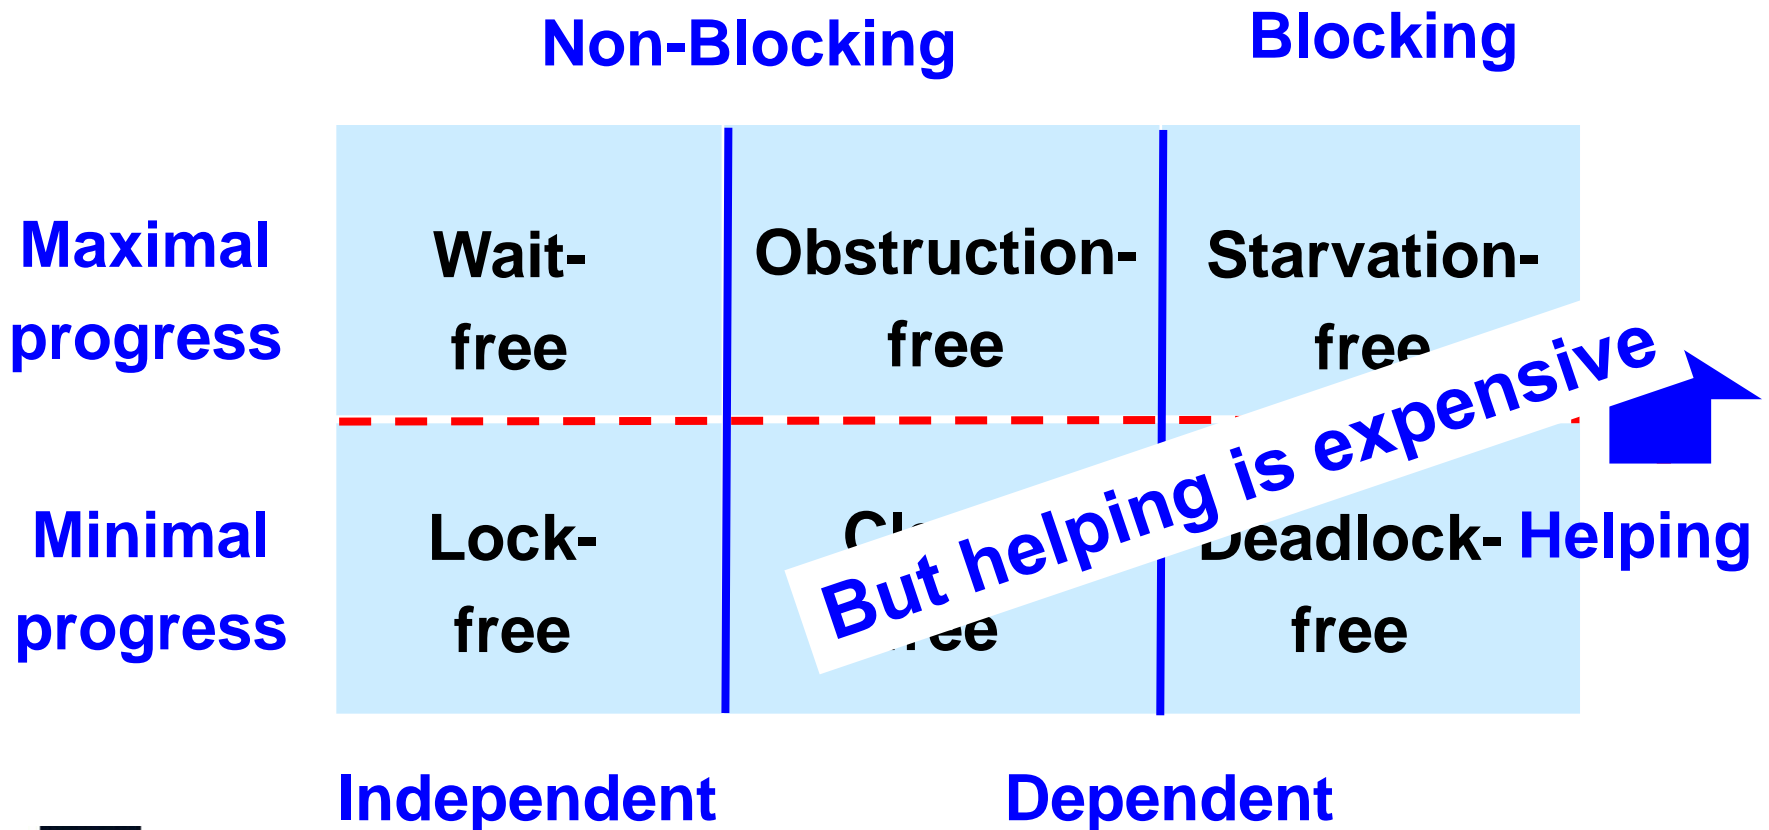 Non-Blocking
Blocking
Maximal
progress
Wait-
free
Obstruction-
free
Starvation-
free
But helping is expensive
Minimal
progress
Lock-
free
free
Deadlock-
free
Helping
Independent
Dependent